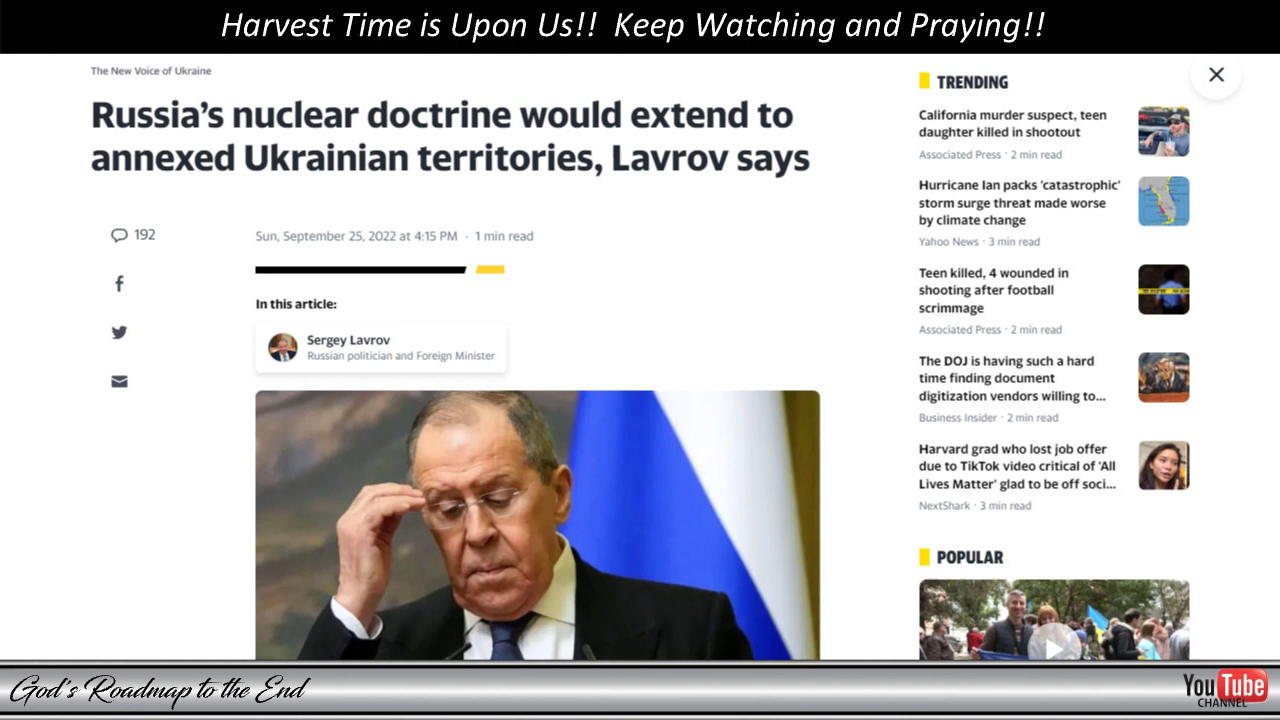 Harvest Time is Upon Us!!  Keep Watching and Praying!!
The New Voice of Ukraine
Russia's nuclear doctrine would extend to
annexed Ukrainian territories, Lavrov says
192
Sun, September 25, 2022 at 4:15 PM · 1 min read
In this article:
Sergey Lavrov
Russian politician and Foreign Minister
TRENDING
California murder suspect, teen
daughter killed in shootout
Associated Press · 2 min read
Hurricane Ian packs 'catastrophic'
storm surge threat made worse
by climate change
Yahoo News · 3 min read
Teen killed, 4 wounded in
shooting after football
scrimmage
Associated Press · 2 min read
The DOJ is having such a hard
time finding document
digitization vendors willing to...
Business Insider · 2 min read
Harvard grad who lost job offer
due to TikTok video critical of 'All
Lives Matter' glad to be off soci...
NextShark · 3 min read
POPULAR
God's Roadmap to the End
YouTube
CHANNEL